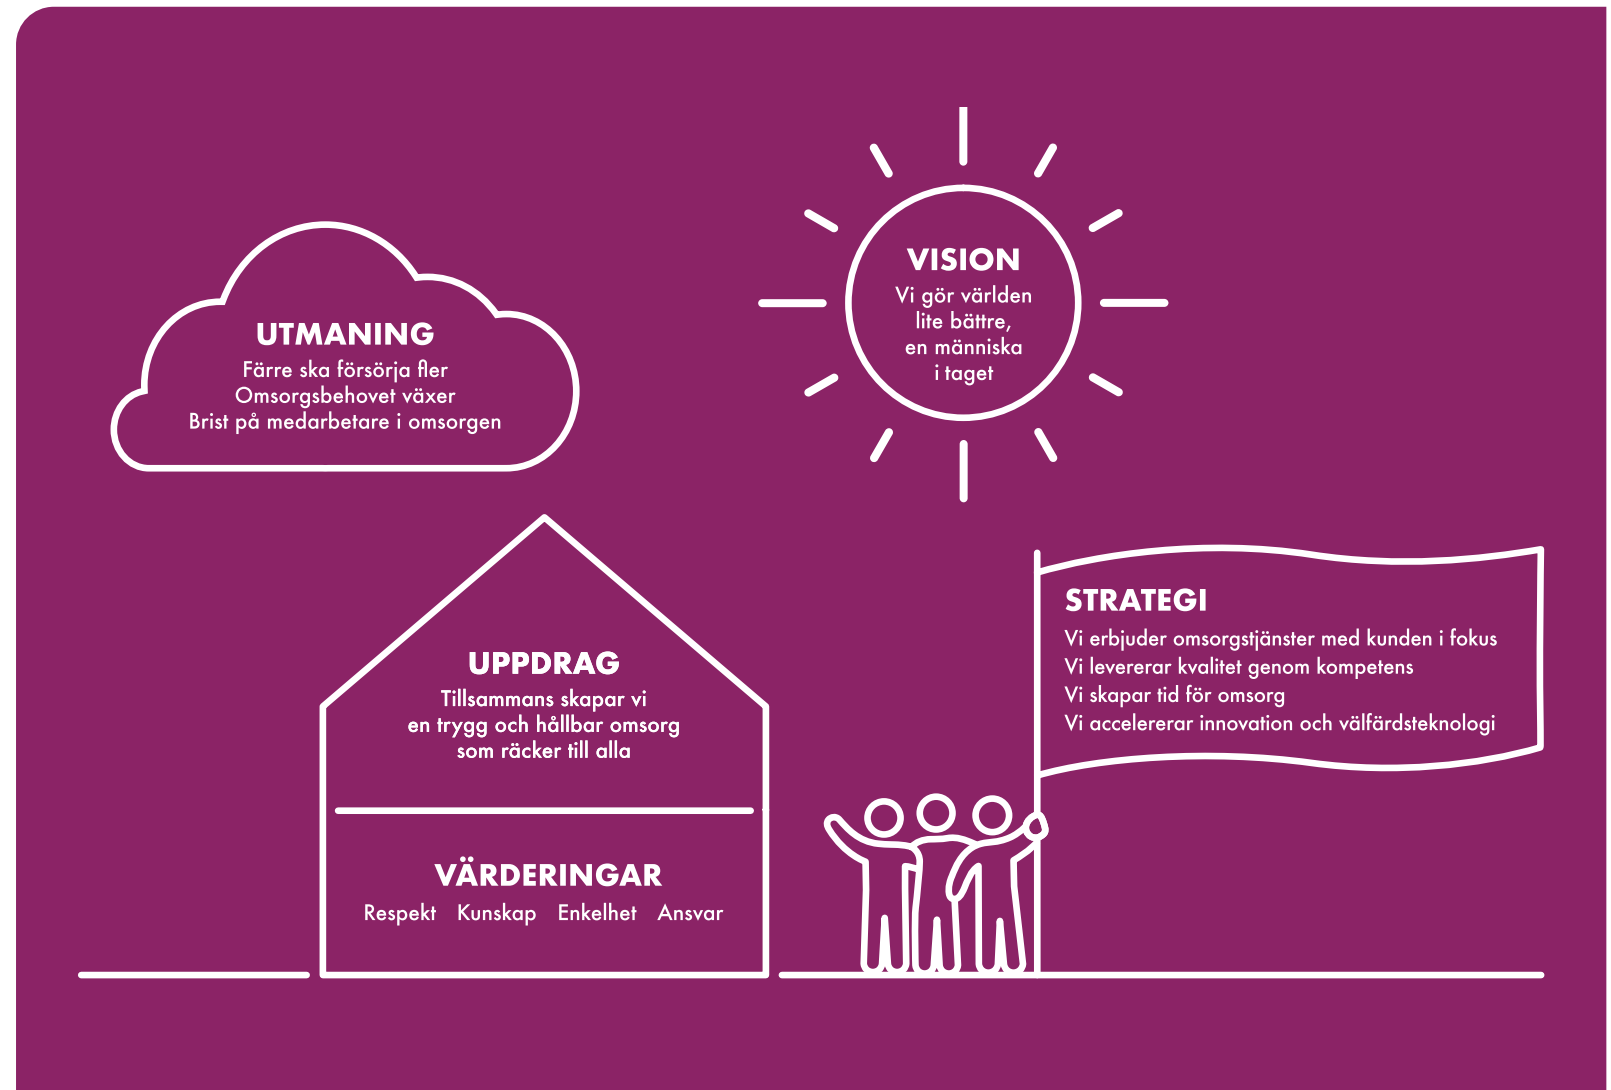 UTMANING
Färre ska försörja fler
Omsorgsbehovet växer
Brist på medarbetare i omsorgen
VISION
Vi gör världen
lite bättre,
en människa
i taget
UPPDRAG
Tillsammans skapar vi
en trygg och hållbar omsorg
som räcker till alla
VÄRDERINGAR
Respekt Kunskap Enkelhet Ansvar
STRATEGI
Vi erbjuder omsorgstjänster med kunden i fokus
Vi levererar kvalitet genom kompetens
Vi skapar tid för omsorg
Vi accelererar innovation och välfärdsteknologi